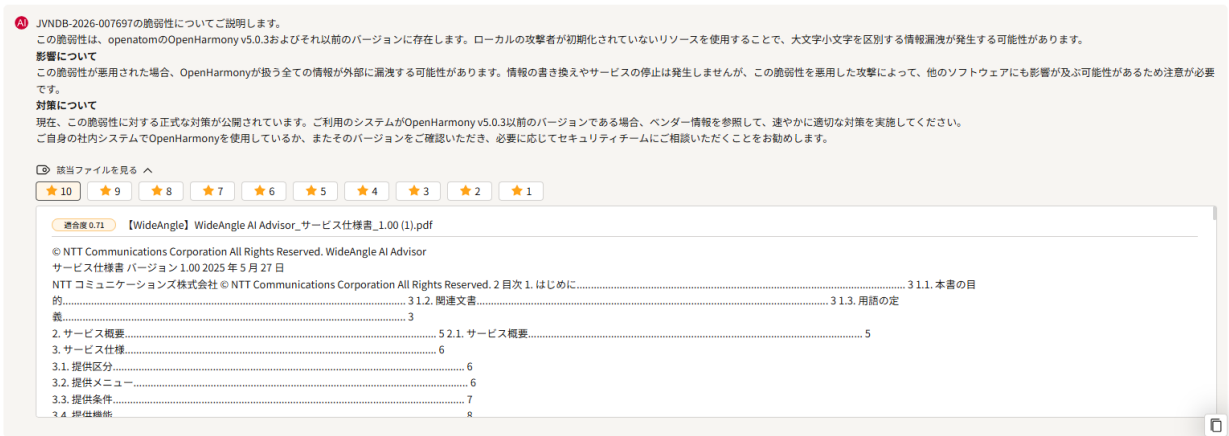 AI JVNDB-2026-007697の脆弱性についてご説明します。
この脆弱性は、openatomのOpenHarmony v5.0.3およびそれ以前のバージョンに存在します。ローカルの攻撃者が初期化されていないリソースを使用することで、大文字小文字を区別する情報漏洩が発生する可能性があります。
影響について
この脆弱性が悪用された場合、OpenHarmonyが扱う全ての情報が外部に漏洩する可能性があります。情報の書き換えやサービスの停止は発生しませんが、この脆弱性を悪用した攻撃によって、他のソフトウェアにも影響が及ぶ可能性があるため注意が必要
です。
対策について
現在、この脆弱性に対する正式な対策が公開されています。ご利用のシステムがOpenHarmony v5.0.3以前のバージョンである場合、ベンダー情報を参照して、速やかに適切な対策を実施してください。
ご自身の社内システムでOpenHarmonyを使用しているか、またそのバージョンをご確認いただき、必要に応じてセキュリティチームにご相談いただくことをお勧めします。
該当ファイルを見る
10 9 8 7 6 5 4 3 2 1
適合度 0.71 【WideAngle】WideAngle AI Advisor_サービス仕様書_1.00 (1).pdf
© NTT Communications Corporation All Rights Reserved. WideAngle AI Advisor
サービス仕様書 バージョン 1.00 2025 年 5 月 27 日
NTT コミュニケーションズ株式会社 © NTT Communications Corporation All Rights Reserved. 2 目次 1. はじめに................................................................................ 3 1.1. 本書の目
的................................................................................ 3 1.2. 関連文書................................................................................ 3 1.3. 用語の定
義................................................................................ 3
2. サービス概要................................................................................ 5 2.1. サービス概要................................................................................ 5
3. サービス仕様................................................................................ 6
3.1. 提供区分................................................................................ 6
3.2. 提供メニュー................................................................................ 6
3.3. 提供条件................................................................................ 7
3.4. 提供機能................................................................................ 8